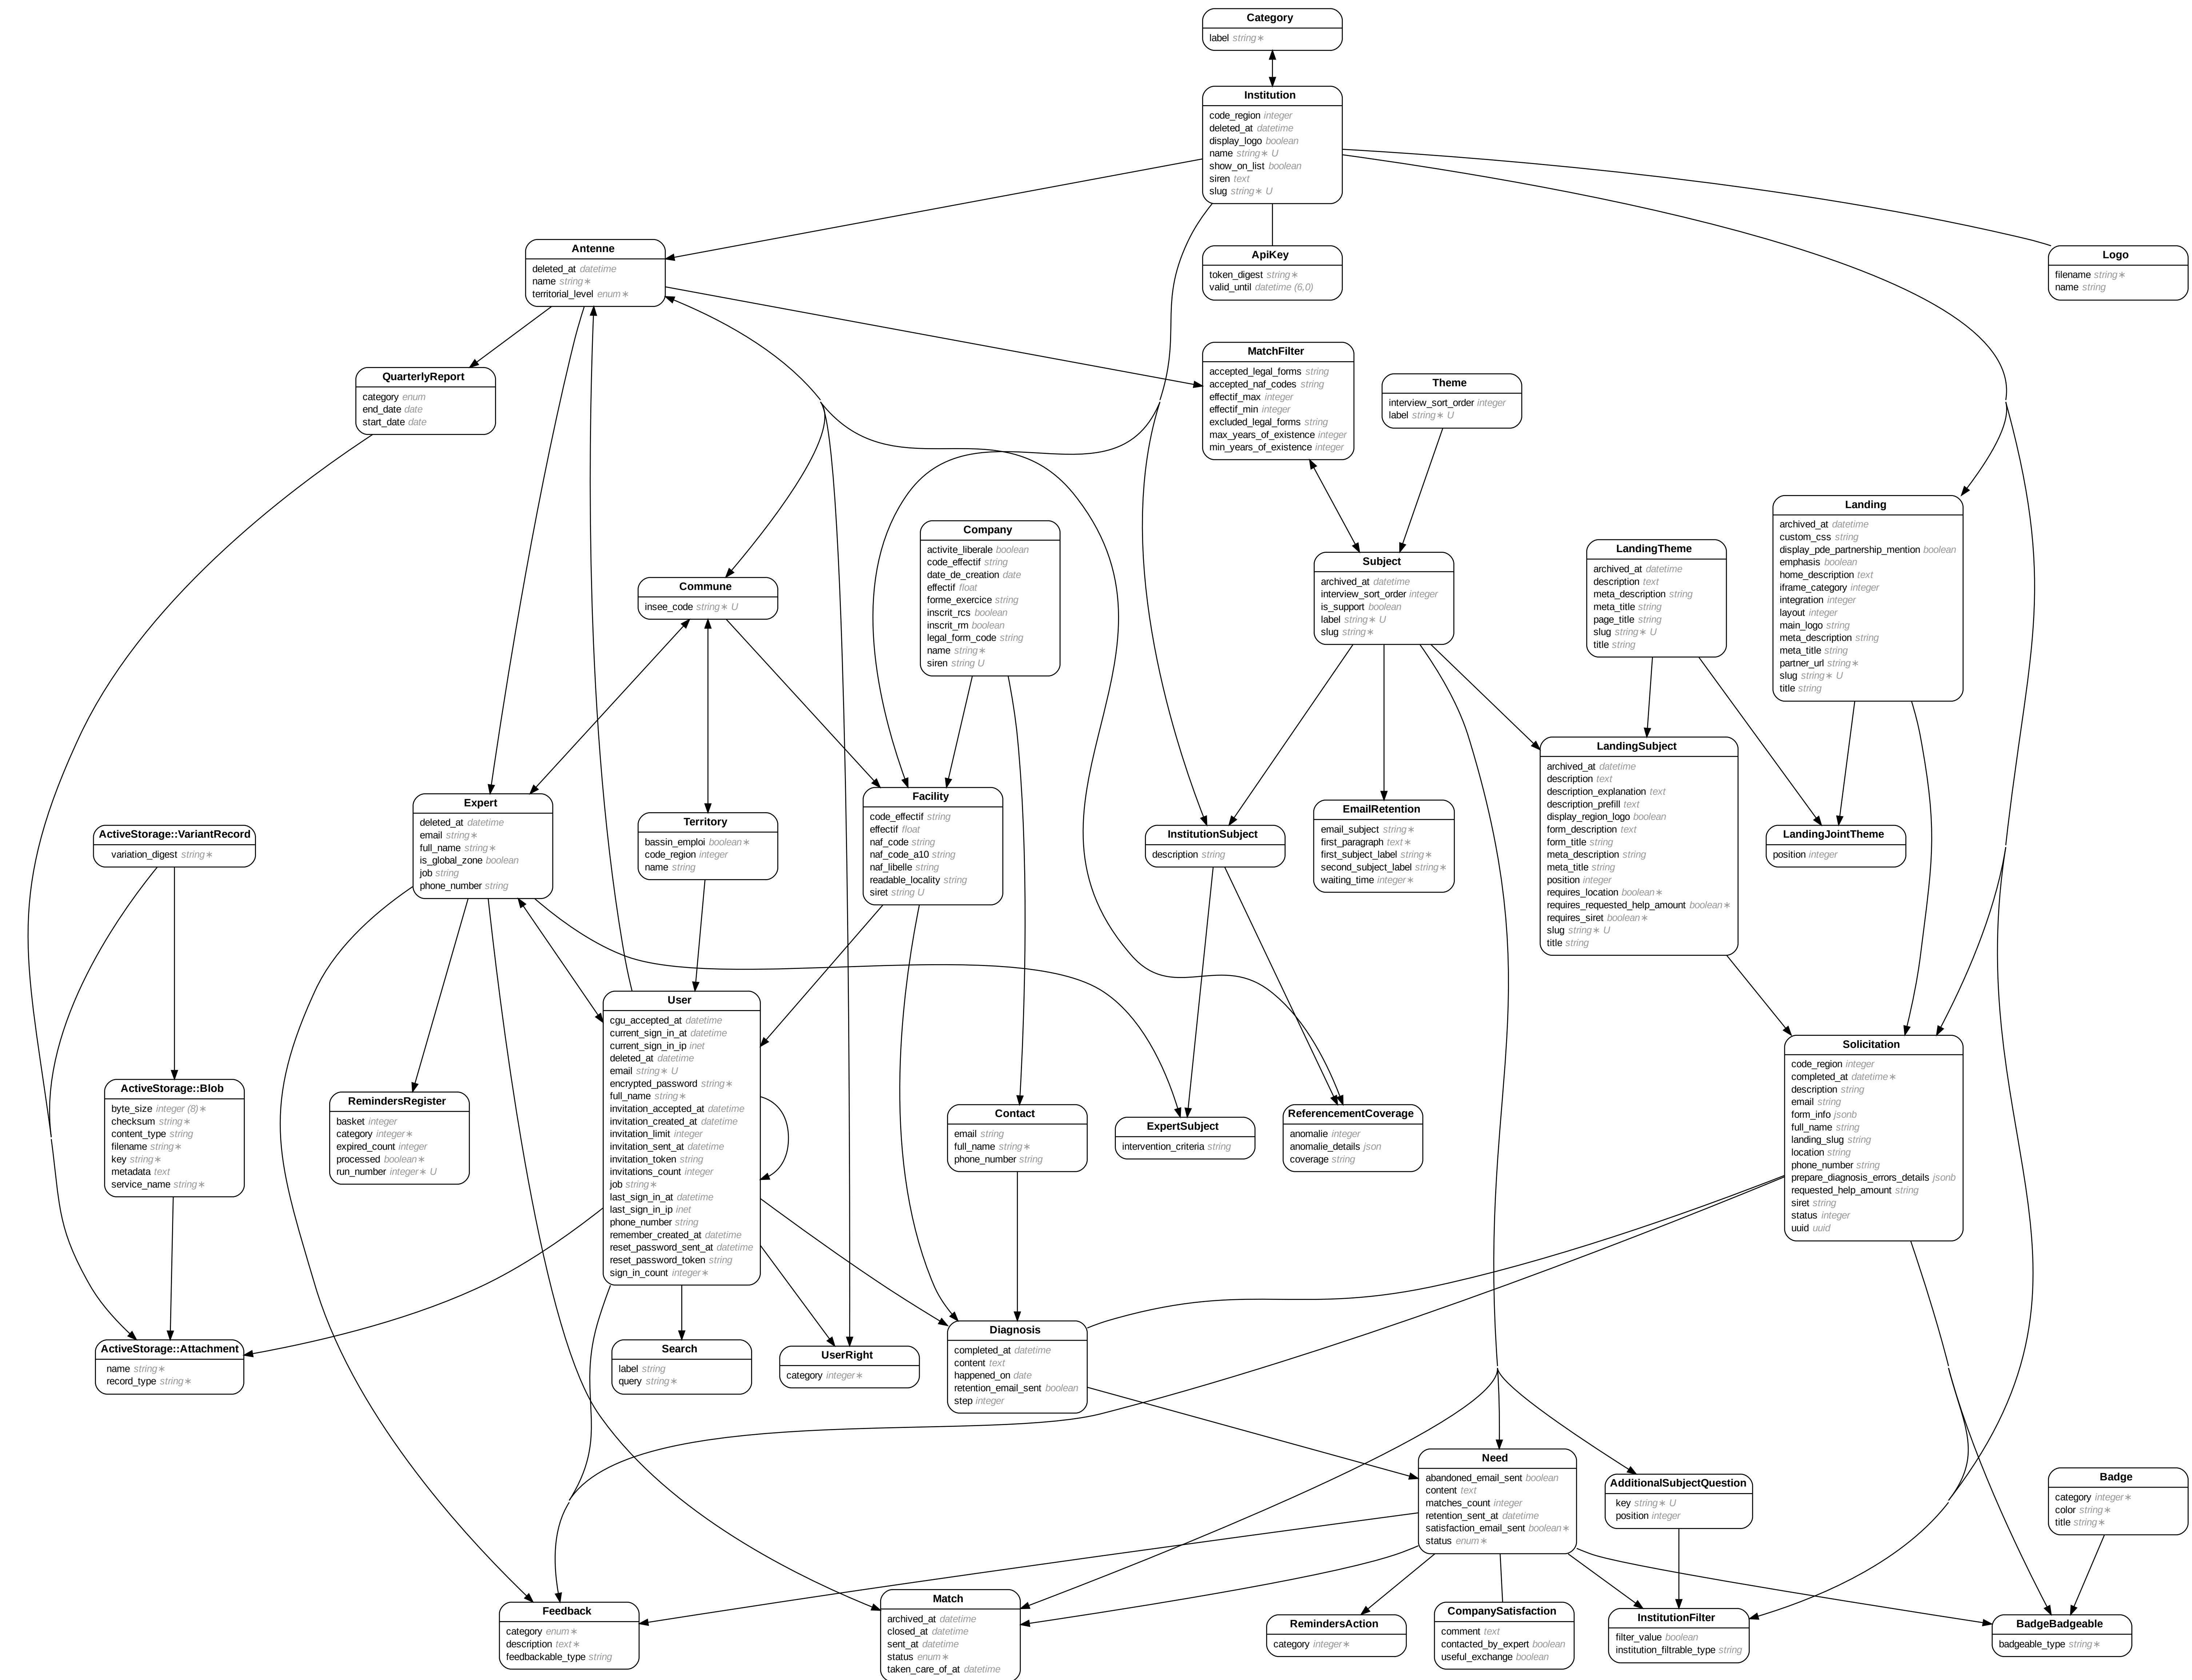 Category
label string∗
Institution
code_region integer
deleted_at datetime
display_logo boolean
name string∗ U
show_on_list boolean
siren text
slug string∗ U
Antenne
deleted_at datetime
name string∗
territorial_level enum∗
ApiKey
token_digest string∗
valid_until datetime (6,0)
Logo
filename string∗
name string
QuarterlyReport
category enum
end_date date
start_date date
MatchFilter
accepted_legal_forms string
accepted_naf_codes string
effectif_max integer
effectif_min integer
excluded_legal_forms string
max_years_of_existence integer
min_years_of_existence integer
Theme
interview_sort_order integer
label string∗ U
Landing
archived_at datetime
custom_css string
display_pde_partnership_mention boolean
emphasis boolean
home_description text
iframe_category integer
integration integer
layout integer
main_logo string
meta_description string
meta_title string
partner_url string∗
slug string∗ U
title string
Company
activite_liberale boolean
code_effectif string
date_de_creation date
effectif float
forme_exercice string
inscrit_rcs boolean
inscrit_rm boolean
legal_form_code string
name string∗
siren string U
LandingTheme
archived_at datetime
description text
meta_description string
meta_title string
page_title string
slug string∗ U
title string
Subject
archived_at datetime
interview_sort_order integer
is_support boolean
label string∗ U
slug string∗
Commune
insee_code string∗ U
LandingSubject
archived_at datetime
description text
description_explanation text
description_prefill text
display_region_logo boolean
form_description text
form_title string
meta_description string
meta_title string
position integer
requires_location boolean∗
requires_requested_help_amount boolean∗
requires_siret boolean∗
slug string∗ U
title string
Expert
deleted_at datetime
email string∗
full_name string∗
is_global_zone boolean
job string
phone_number string
Facility
code_effectif string
effectif float
naf_code string
naf_code_a10 string
naf_libelle string
readable_locality string
siret string U
EmailRetention
email_subject string∗
first_paragraph text∗
first_subject_label string∗
second_subject_label string∗
waiting_time integer∗
Territory
bassin_emploi boolean∗
code_region integer
name string
ActiveStorage::VariantRecord
variation_digest string∗
InstitutionSubject
description string
LandingJointTheme
position integer
User
cgu_accepted_at datetime
current_sign_in_at datetime
current_sign_in_ip inet
deleted_at datetime
email string∗ U
encrypted_password string∗
full_name string∗
invitation_accepted_at datetime
invitation_created_at datetime
invitation_limit integer
invitation_sent_at datetime
invitation_token string
invitations_count integer
job string∗
last_sign_in_at datetime
last_sign_in_ip inet
phone_number string
remember_created_at datetime
reset_password_sent_at datetime
reset_password_token string
sign_in_count integer∗
Solicitation
code_region integer
completed_at datetime∗
description string
email string
form_info jsonb
full_name string
landing_slug string
location string
phone_number string
prepare_diagnosis_errors_details jsonb
requested_help_amount string
siret string
status integer
uuid uuid
ActiveStorage::Blob
byte_size integer (8)∗
checksum string∗
content_type string
filename string∗
key string∗
metadata text
service_name string∗
RemindersRegister
basket integer
category integer∗
expired_count integer
processed boolean∗
run_number integer∗ U
Contact
email string
full_name string∗
phone_number string
ExpertSubject
intervention_criteria string
ReferencementCoverage
anomalie integer
anomalie_details json
coverage string
ActiveStorage::Attachment
name string∗
record_type string∗
Search
label string
query string∗
UserRight
category integer∗
Diagnosis
completed_at datetime
content text
happened_on date
retention_email_sent boolean
step integer
Need
abandoned_email_sent boolean
content text
matches_count integer
retention_sent_at datetime
satisfaction_email_sent boolean∗
status enum∗
AdditionalSubjectQuestion
key string∗ U
position integer
Badge
category integer∗
color string∗
title string∗
Feedback
category enum∗
description text∗
feedbackable_type string
Match
archived_at datetime
closed_at datetime
sent_at datetime
status enum∗
taken_care_of_at datetime
RemindersAction
category integer∗
CompanySatisfaction
comment text
contacted_by_expert boolean
useful_exchange boolean
InstitutionFilter
filter_value boolean
institution_filtrable_type string
BadgeBadgeable
badgeable_type string∗